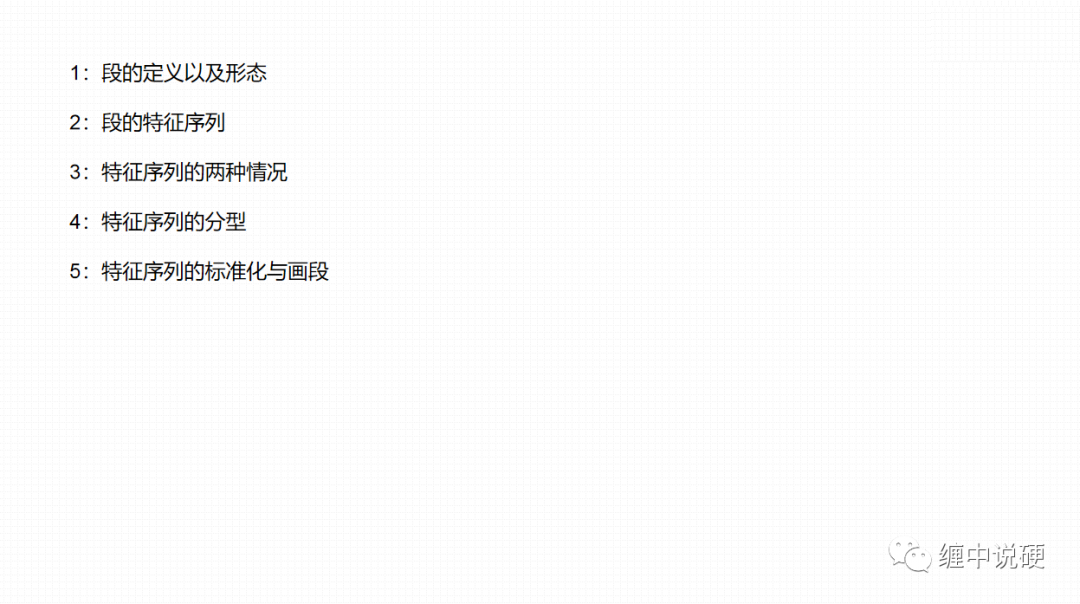 1：段的定义以及形态
2：段的特征序列
3：特征序列的两种情况
4：特征序列的分型
5：特征序列的标准化与画段
缠中说硬